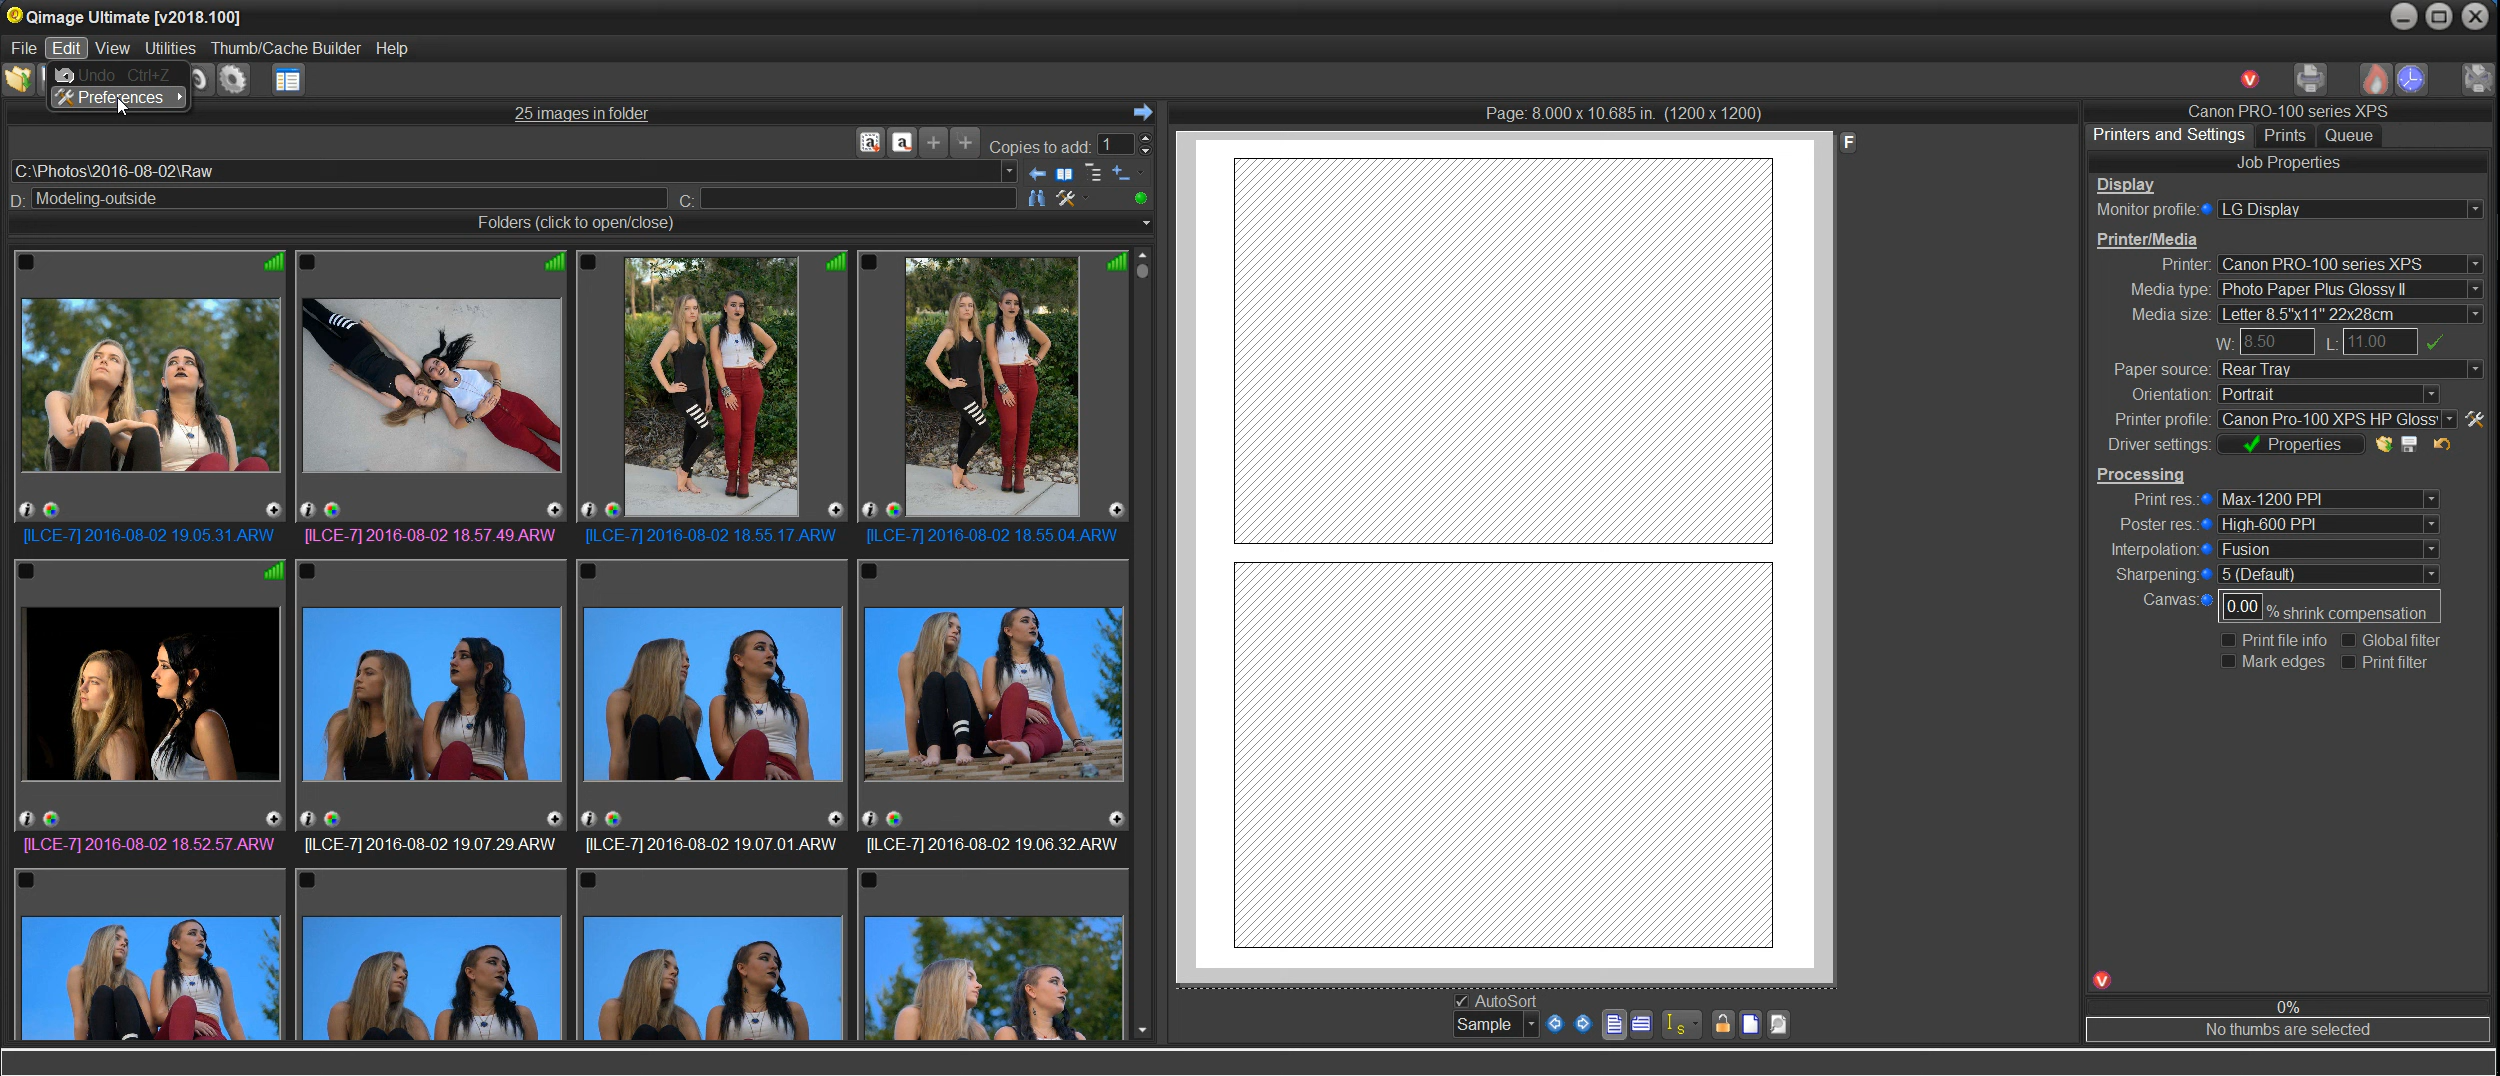 Qimage Ultimate [v2018.100]
File Edit View Utilities Thumb/Cache Builder Help
Undo Ctrl+Z
Preferences
25 images in folder
Copies to add: 1
C:\Photos\2016-08-02\Raw
D: Modeling-outside C:
Folders (click to open/close)
[ILCE-7] 2016-08-02 19.05.31.ARW
[ILCE-7] 2016-08-02 18.57.49.ARW
[ILCE-7] 2016-08-02 18.55.17.ARW
[ILCE-7] 2016-08-02 18.55.04.ARW
[ILCE-7] 2016-08-02 18.52.57.ARW
[ILCE-7] 2016-08-02 19.07.29.ARW
[ILCE-7] 2016-08-02 19.07.01.ARW
[ILCE-7] 2016-08-02 19.06.32.ARW
Page: 8.000 x 10.685 in. (1200 x 1200)
F
AutoSort
Sample
Canon PRO-100 series XPS
Printers and Settings Prints Queue
Job Properties
Display
Monitor profile: LG Display
Printer/Media
Printer: Canon PRO-100 series XPS
Media type: Photo Paper Plus Glossy II
Media size: Letter 8.5"x11" 22x28cm
W: 8.50 L: 11.00
Paper source: Rear Tray
Orientation: Portrait
Printer profile: Canon Pro-100 XPS HP Gloss
Driver settings: Properties
Processing
Print res.: Max-1200 PPI
Poster res.: High-600 PPI
Interpolation: Fusion
Sharpening: 5 (Default)
Canvas: 0.00 % shrink compensation
Print file info Global filter
Mark edges Print filter
V
0%
No thumbs are selected